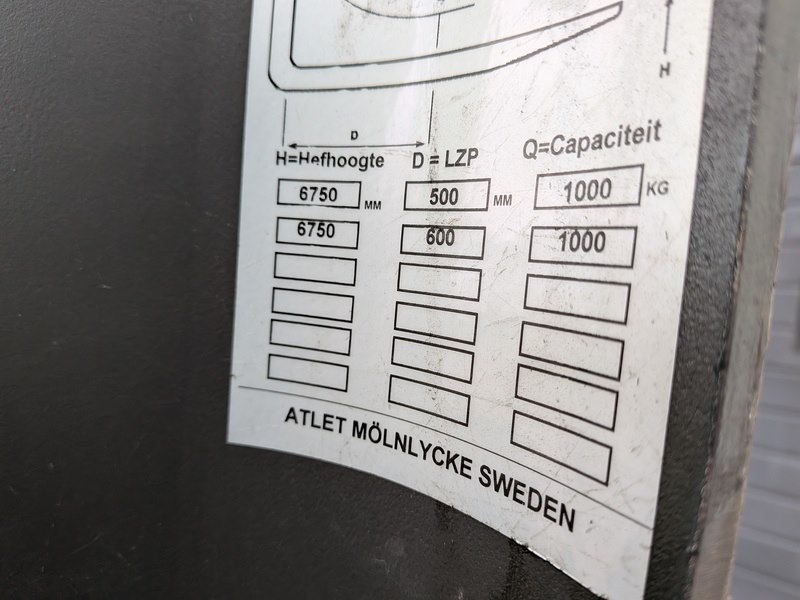 H
D
H=Hefhoogte D = LZP Q=Capaciteit
6750 MM 500 MM 1000 KG
6750 600 1000
ATLET MÖLNLYCKE SWEDEN